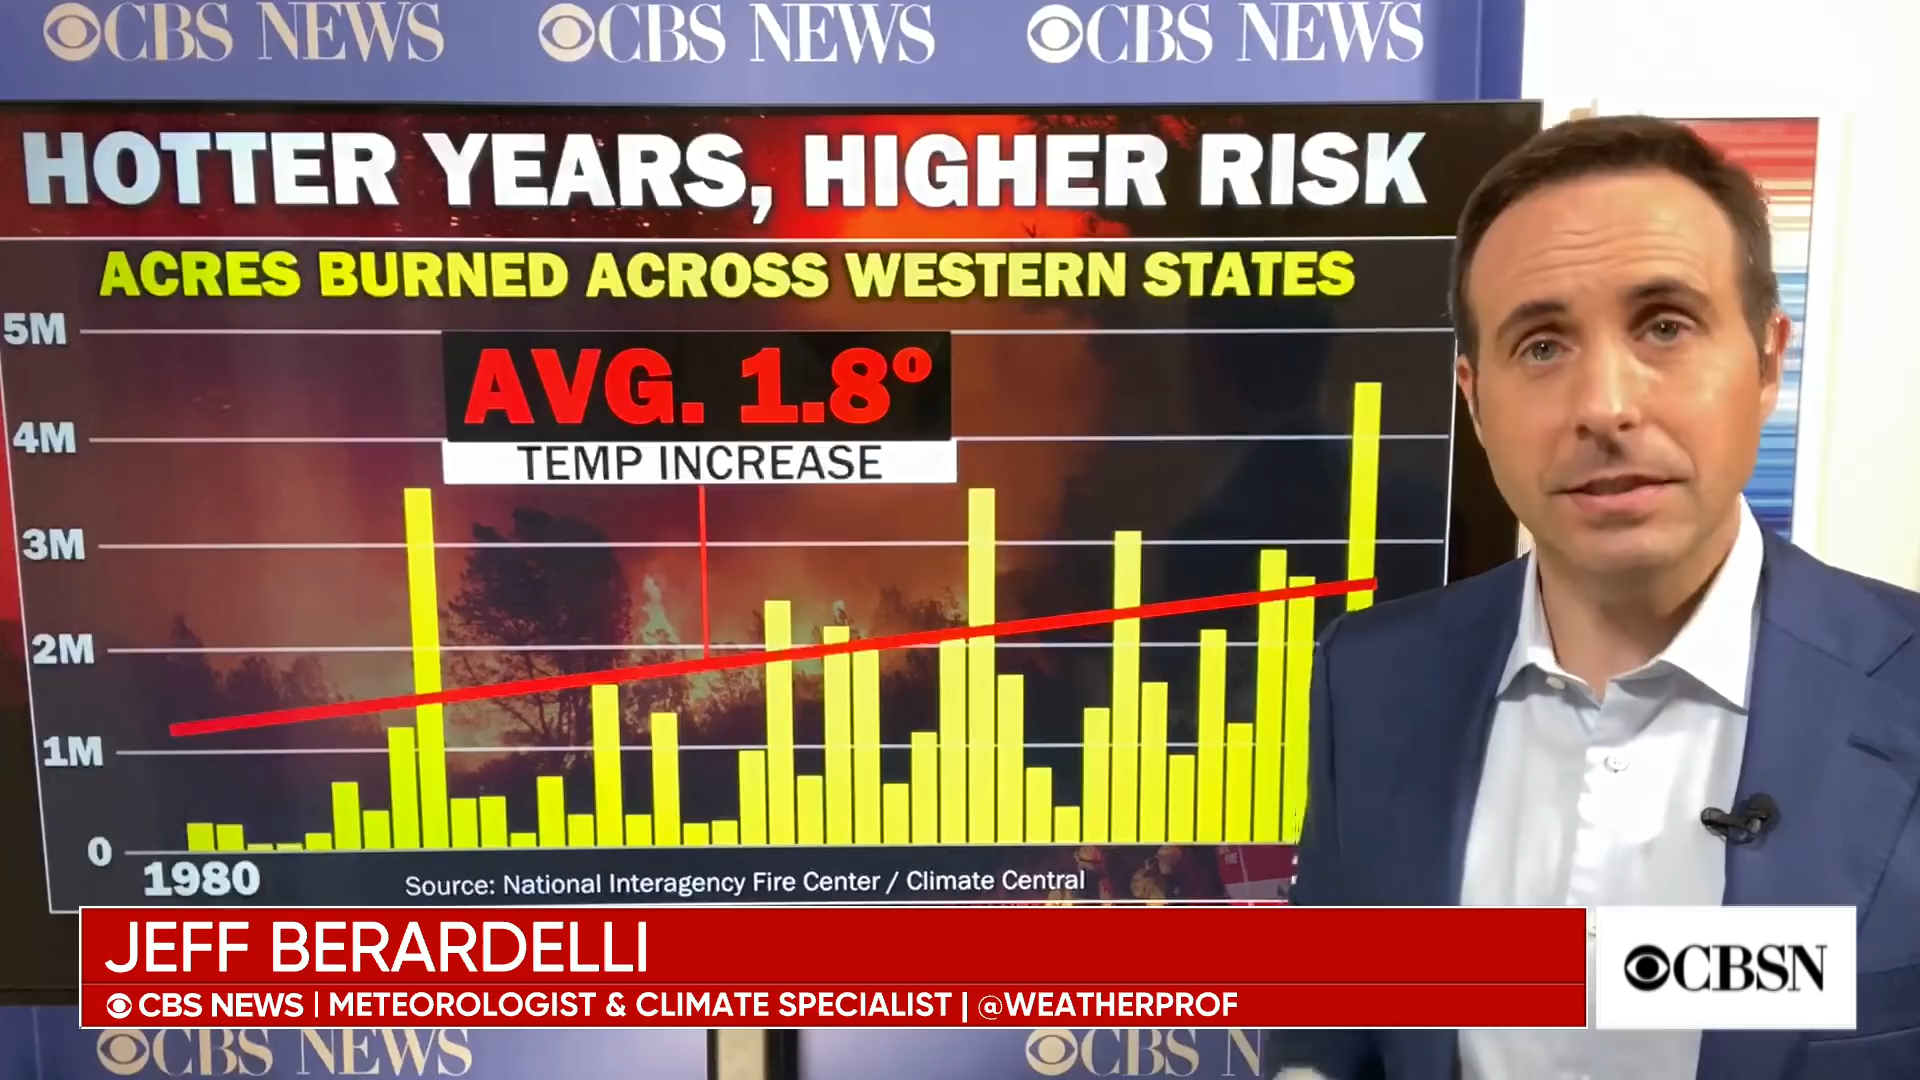 CBS NEWS CBS NEWS CBS NEWS
HOTTER YEARS, HIGHER RISK
ACRES BURNED ACROSS WESTERN STATES
5M
AVG. 1.8°
4M
TEMP INCREASE
3M
2M
1M
0
1980
Source: National Interagency Fire Center / Climate Central
JEFF BERARDELLI
CBS NEWS | METEOROLOGIST & CLIMATE SPECIALIST | @WEATHERPROF
CBSN
CBS NEWS CBS N